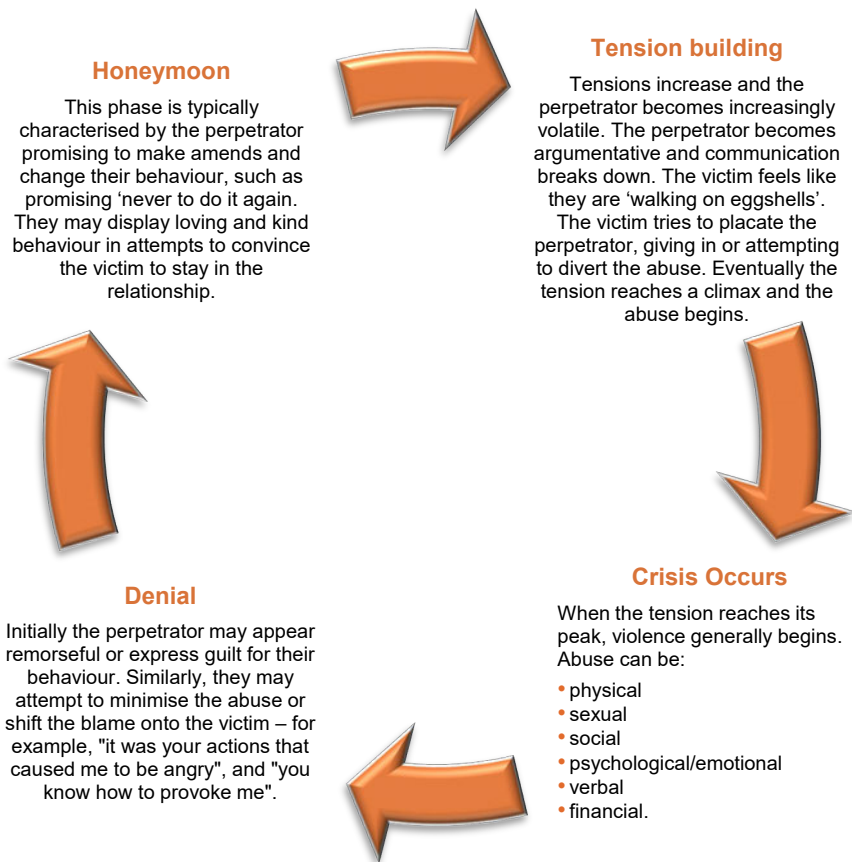 Honeymoon
This phase is typically
characterised by the perpetrator
promising to make amends and
change their behaviour, such as
promising ‘never to do it again.
They may display loving and kind
behaviour in attempts to convince
the victim to stay in the
relationship.
Tension building
Tensions increase and the
perpetrator becomes increasingly
volatile. The perpetrator becomes
argumentative and communication
breaks down. The victim feels like
they are ‘walking on eggshells’.
The victim tries to placate the
perpetrator, giving in or attempting
to divert the abuse. Eventually the
tension reaches a climax and the
abuse begins.
Crisis Occurs
When the tension reaches its
peak, violence generally begins.
Abuse can be:
• physical
• sexual
• social
• psychological/emotional
• verbal
• financial.
Denial
Initially the perpetrator may appear
remorseful or express guilt for their
behaviour. Similarly, they may
attempt to minimise the abuse or
shift the blame onto the victim – for
example, "it was your actions that
caused me to be angry", and "you
know how to provoke me".